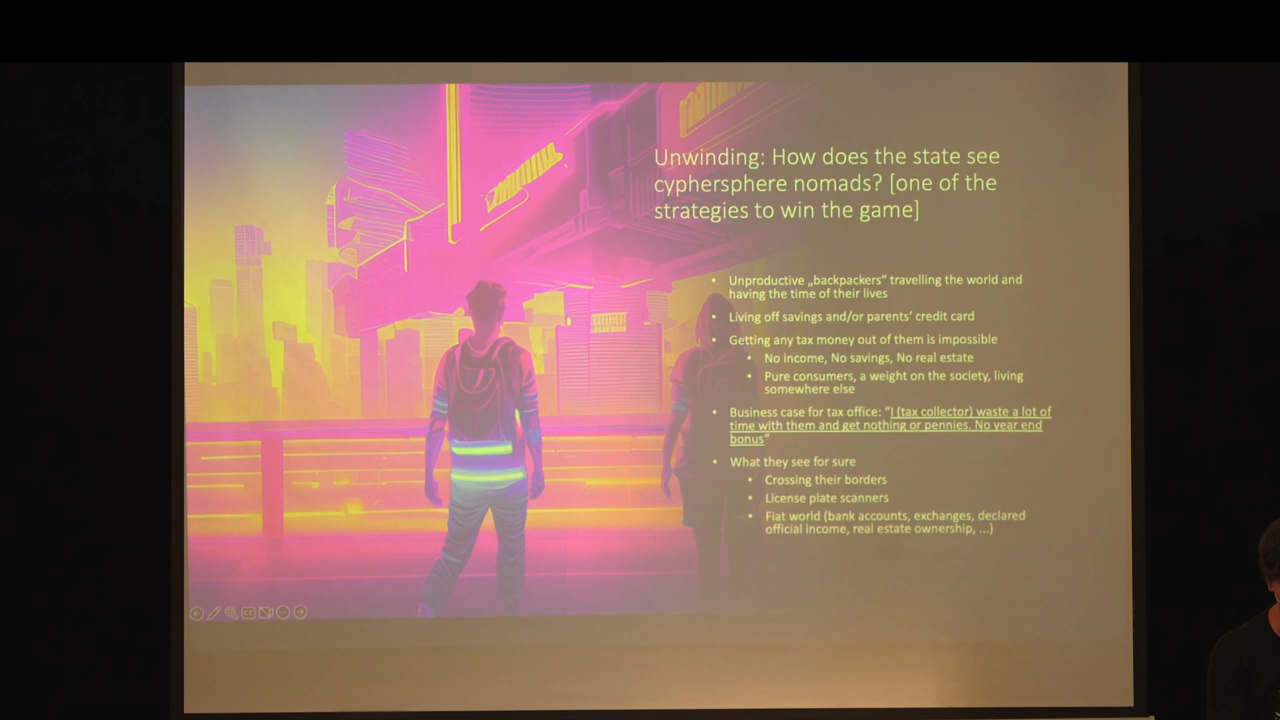 Unwinding: How does the state see
cyphersphere nomads? [one of the
strategies to win the game]
• Unproductive „backpackers“ travelling the world and
having the time of their lives
• Living off savings and/or parents’ credit card
• Getting any tax money out of them is impossible
• No income, No savings, No real estate
• Pure consumers, a weight on the society, living
somewhere else
• Business case for tax office: “I (tax collector) waste a lot of
time with them and get nothing or pennies. No year end
bonus”
• What they see for sure
• Crossing their borders
• License plate scanners
• Fiat world (bank accounts, exchanges, declared
official income, real estate ownership, ...)